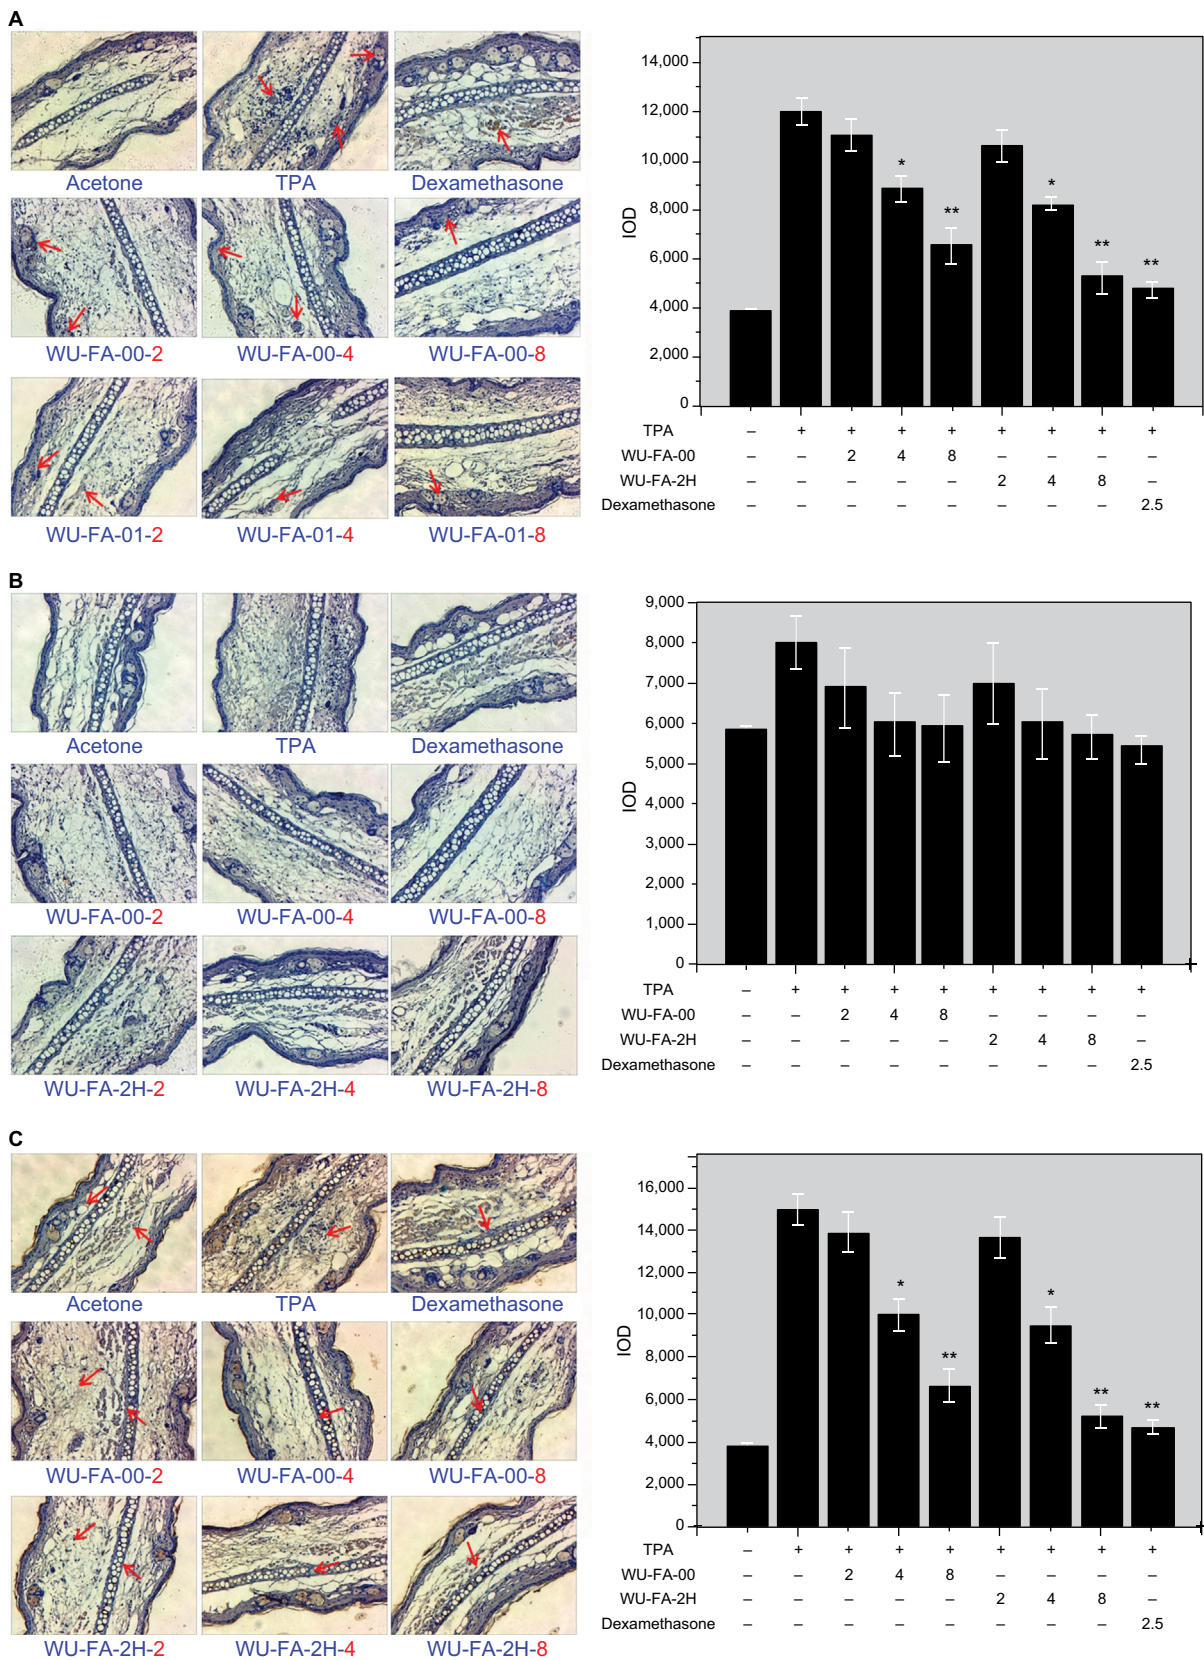 A
Acetone TPA Dexamethasone
WU-FA-00-2 WU-FA-00-4 WU-FA-00-8
WU-FA-01-2 WU-FA-01-4 WU-FA-01-8
IOD
14,000
12,000
10,000
8,000
6,000
4,000
2,000
0
* ** * ** **
TPA – + + + + + + + +
WU-FA-00 – – 2 4 8 – – – –
WU-FA-2H – – – – – 2 4 8 –
Dexamethasone – – – – – – – – 2.5
B
Acetone TPA Dexamethasone
WU-FA-00-2 WU-FA-00-4 WU-FA-00-8
WU-FA-2H-2 WU-FA-2H-4 WU-FA-2H-8
IOD
9,000
8,000
7,000
6,000
5,000
4,000
3,000
2,000
1,000
0
TPA – + + + + + + + +
WU-FA-00 – – 2 4 8 – – – –
WU-FA-2H – – – – – 2 4 8 –
Dexamethasone – – – – – – – – 2.5
C
Acetone TPA Dexamethasone
WU-FA-00-2 WU-FA-00-4 WU-FA-00-8
WU-FA-2H-2 WU-FA-2H-4 WU-FA-2H-8
IOD
16,000
14,000
12,000
10,000
8,000
6,000
4,000
2,000
0
* ** * ** **
TPA – + + + + + + + +
WU-FA-00 – – 2 4 8 – – – –
WU-FA-2H – – – – – 2 4 8 –
Dexamethasone – – – – – – – – 2.5